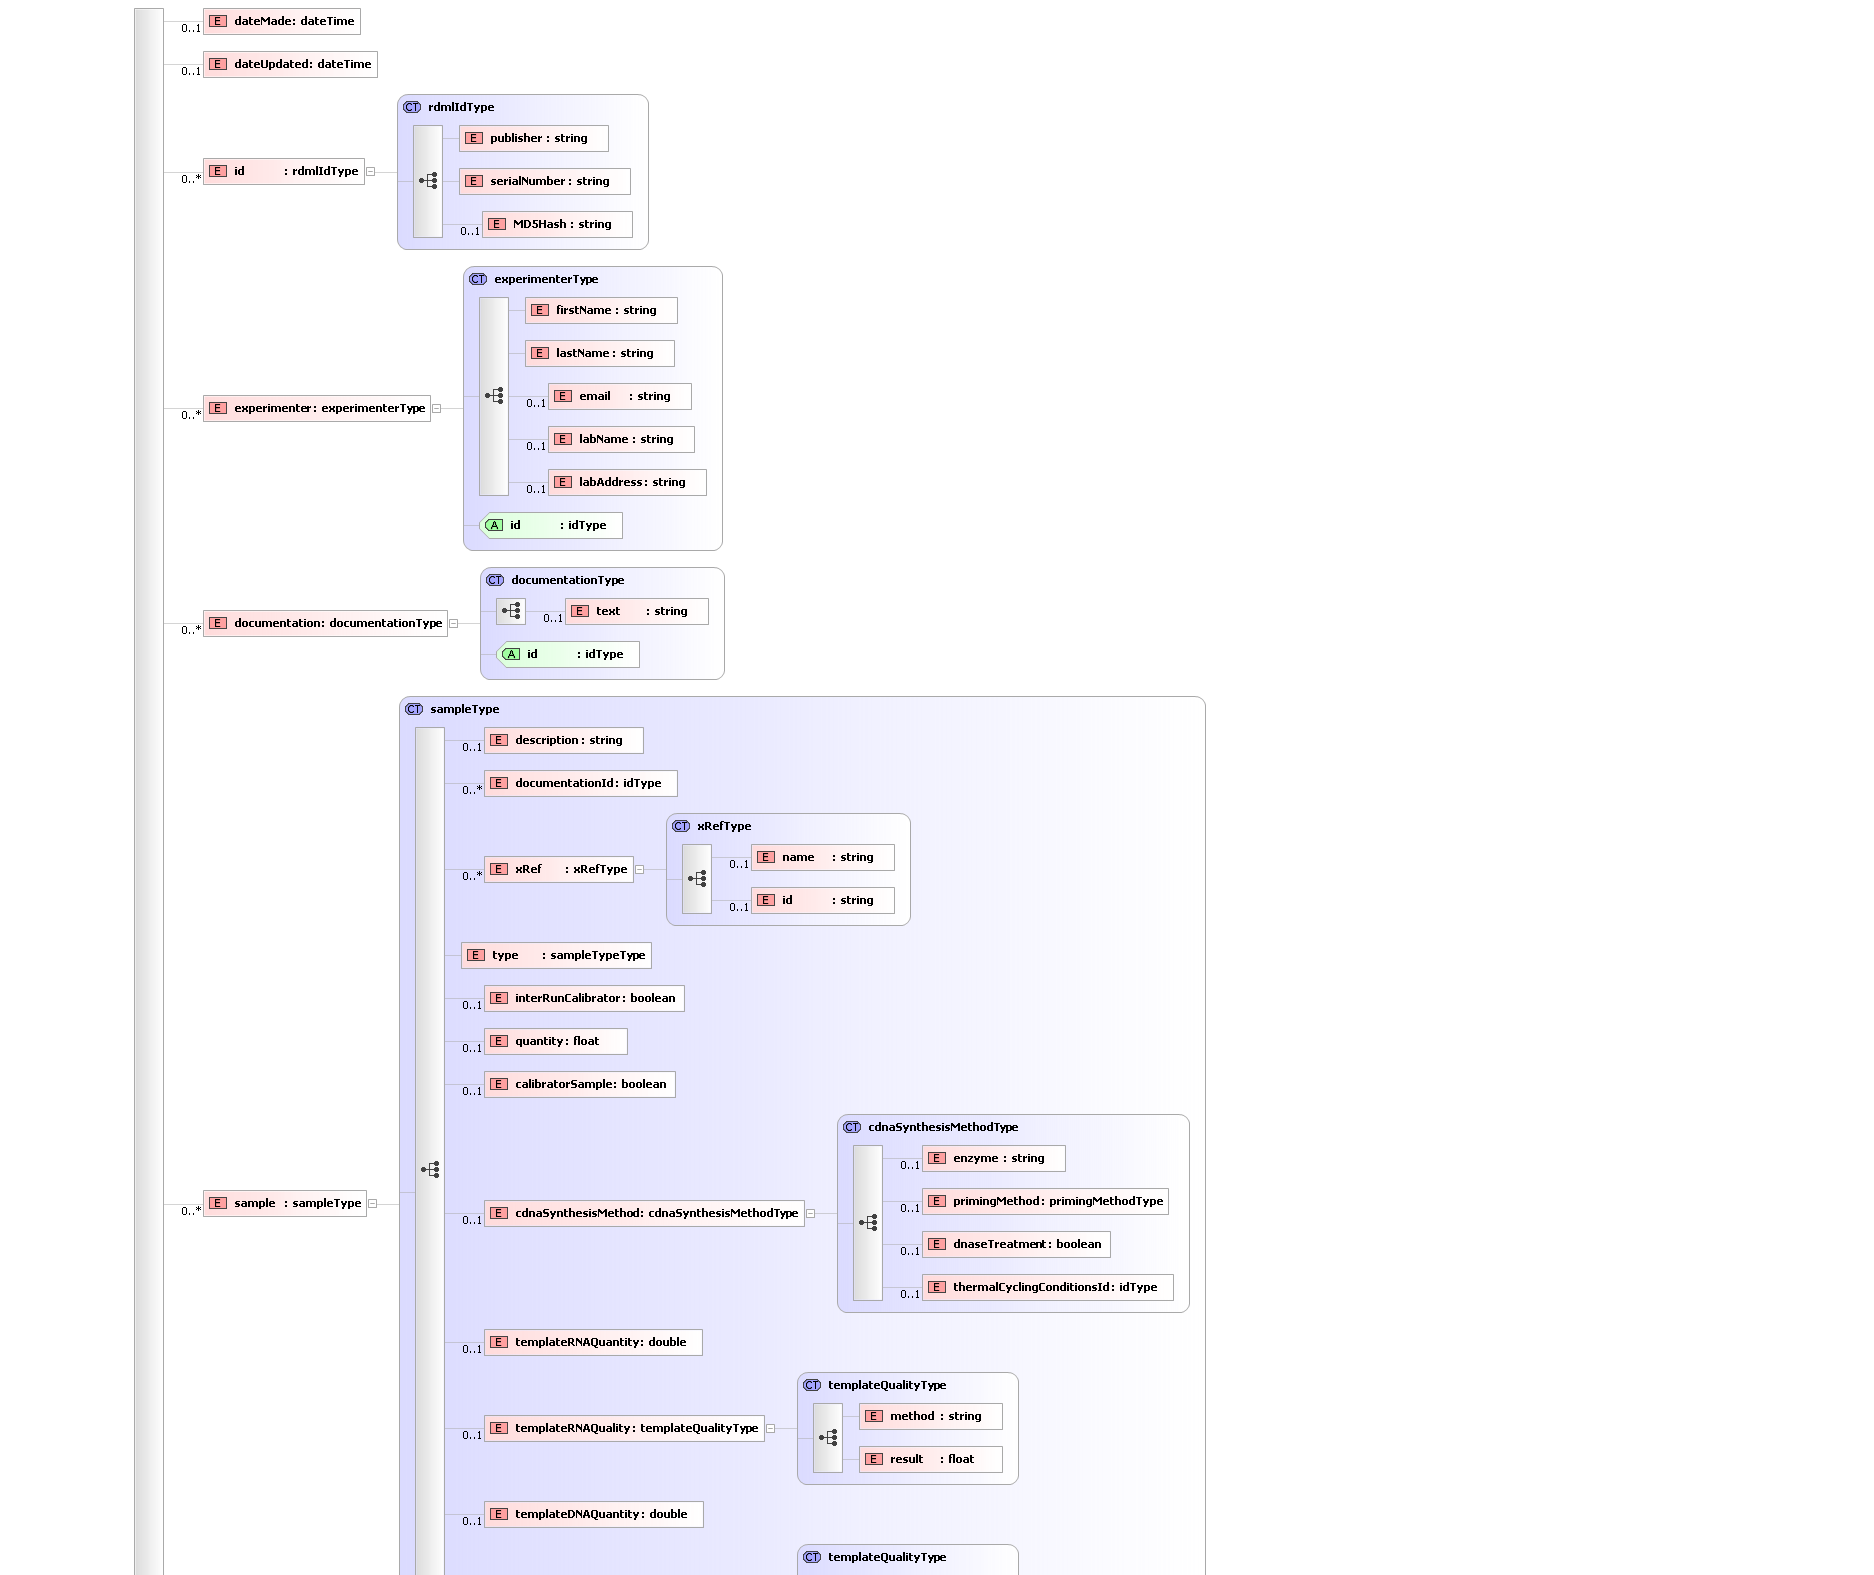 E dateMade: dateTime
0..1
E dateUpdated: dateTime
0..1
CT rdmlIdType
E publisher : string
E id : rdmlIdType
0..*
E serialNumber : string
E MD5Hash : string
0..1
CT experimenterType
E firstName : string
E lastName : string
E email : string
0..1
E experimenter: experimenterType
0..*
E labName : string
0..1
E labAddress: string
0..1
A id : idType
CT documentationType
E text : string
0..1
E documentation: documentationType
0..*
A id : idType
CT sampleType
E description : string
0..1
E documentationId: idType
0..*
CT xRefType
E name : string
0..1
E xRef : xRefType
0..*
E id : string
0..1
E type : sampleTypeType
E interRunCalibrator: boolean
0..1
E quantity: float
0..1
E calibratorSample: boolean
0..1
CT cdnaSynthesisMethodType
E enzyme : string
0..1
E primingMethod: primingMethodType
0..1
E sample : sampleType
0..*
E cdnaSynthesisMethod: cdnaSynthesisMethodType
0..1
E dnaseTreatment: boolean
0..1
E thermalCyclingConditionsId: idType
0..1
E templateRNAQuantity: double
0..1
CT templateQualityType
E method : string
E templateRNAQuality: templateQualityType
0..1
E result : float
E templateDNAQuantity: double
0..1
CT templateQualityType